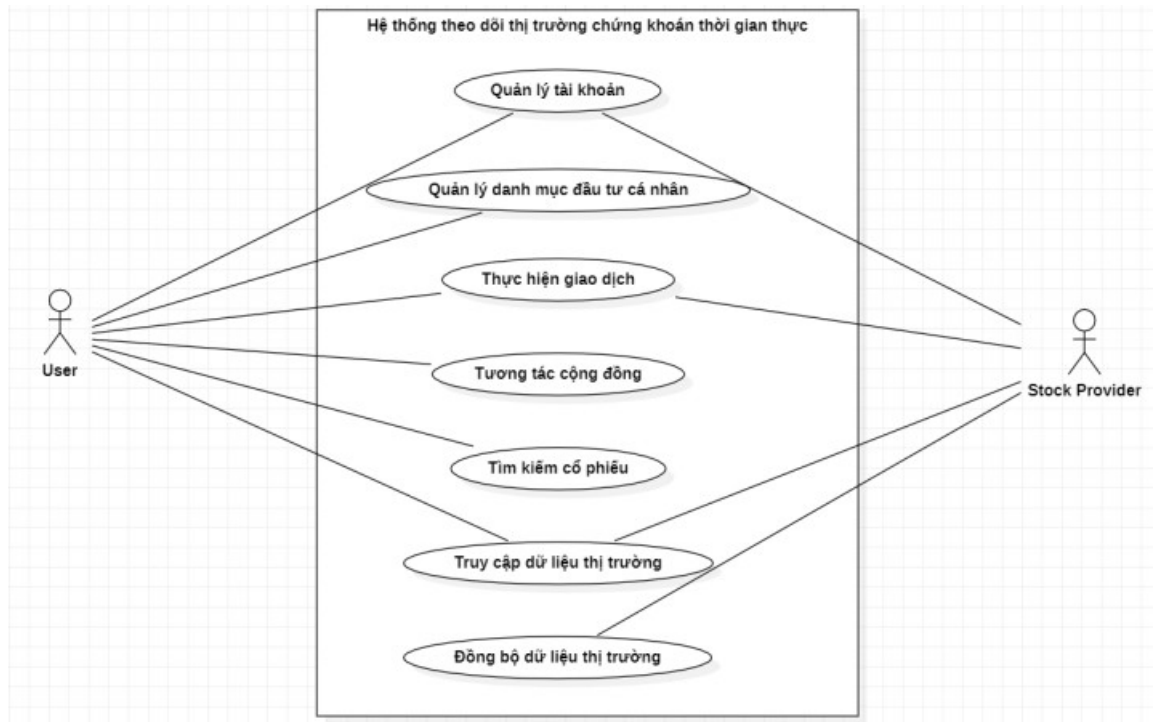 Hệ thống theo dõi thị trường chứng khoán thời gian thực
Quản lý tài khoản
Quản lý danh mục đầu tư cá nhân
Thực hiện giao dịch
User
Stock Provider
Tương tác cộng đồng
Tìm kiếm cổ phiếu
Truy cập dữ liệu thị trường
Đồng bộ dữ liệu thị trường